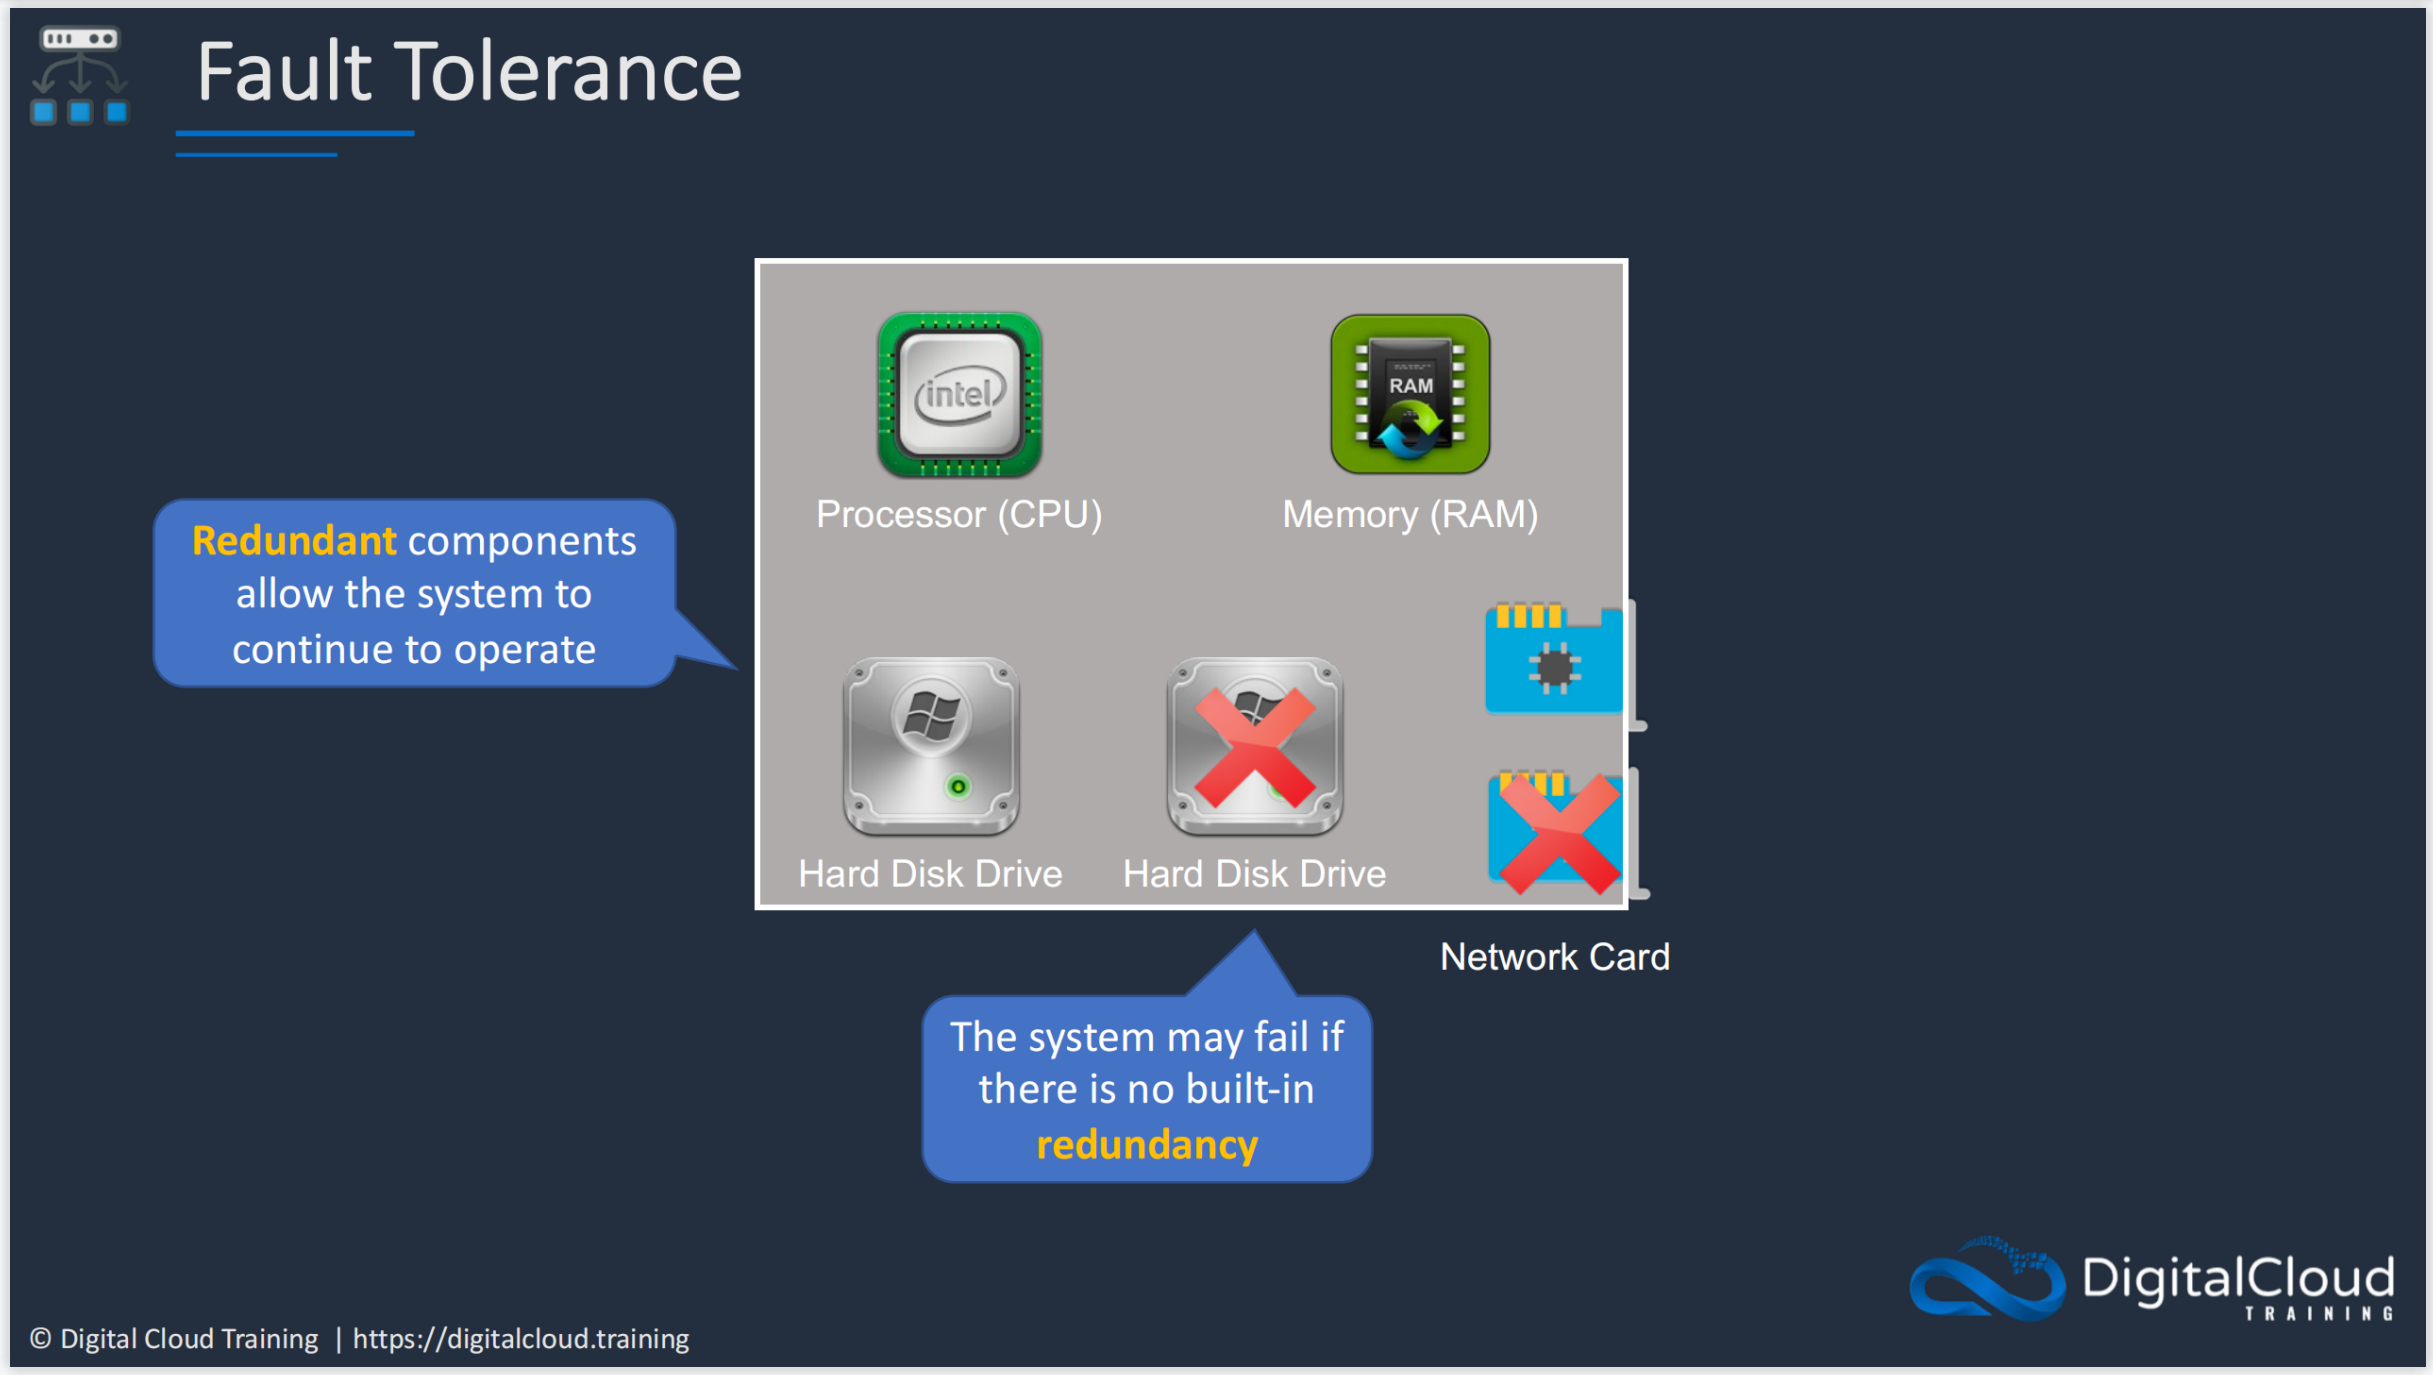 Fault Tolerance
intel
RAM
Processor (CPU)
Memory (RAM)
Redundant components
allow the system to
continue to operate
Hard Disk Drive
Hard Disk Drive
Network Card
The system may fail if
there is no built-in
redundancy
DigitalCloud
TRAINING
© Digital Cloud Training | https://digitalcloud.training